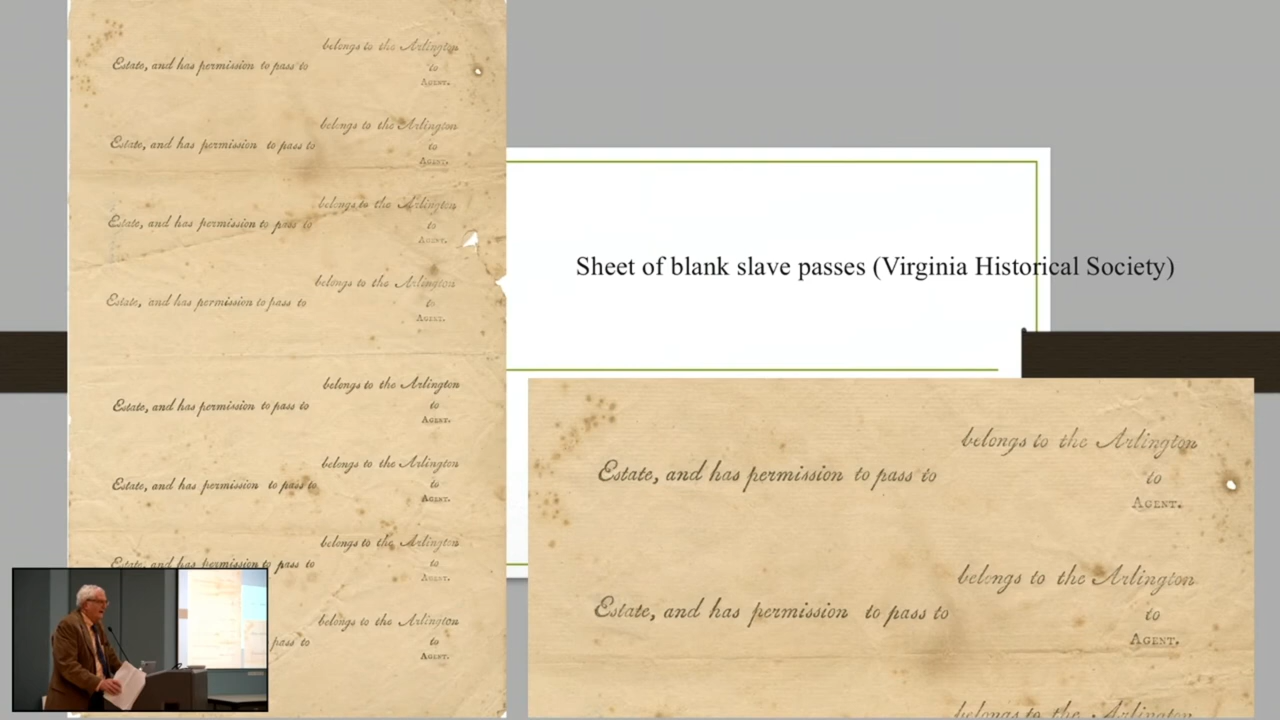 belongs to the Arlington
Estate, and has permission to pass to
to
AGENT.
belongs to the Arlington
Estate, and has permission to pass to
to
AGENT.
belongs to the Arlington
Estate, and has permission to pass to
to
AGENT.
belongs to the Arlington
Estate, and has permission to pass to
to
AGENT.
belongs to the Arlington
Estate, and has permission to pass to
to
AGENT.
belongs to the Arlington
Estate, and has permission to pass to
to
AGENT.
belongs to the Arlington
Estate, and has permission to pass to
to
AGENT.
belongs to the Arlington
pass to
to
AGENT.
Sheet of blank slave passes (Virginia Historical Society)
belongs to the Arlington
Estate, and has permission to pass to
to
AGENT.
belongs to the Arlington
Estate, and has permission to pass to
to
AGENT.
belongs to the Arlington